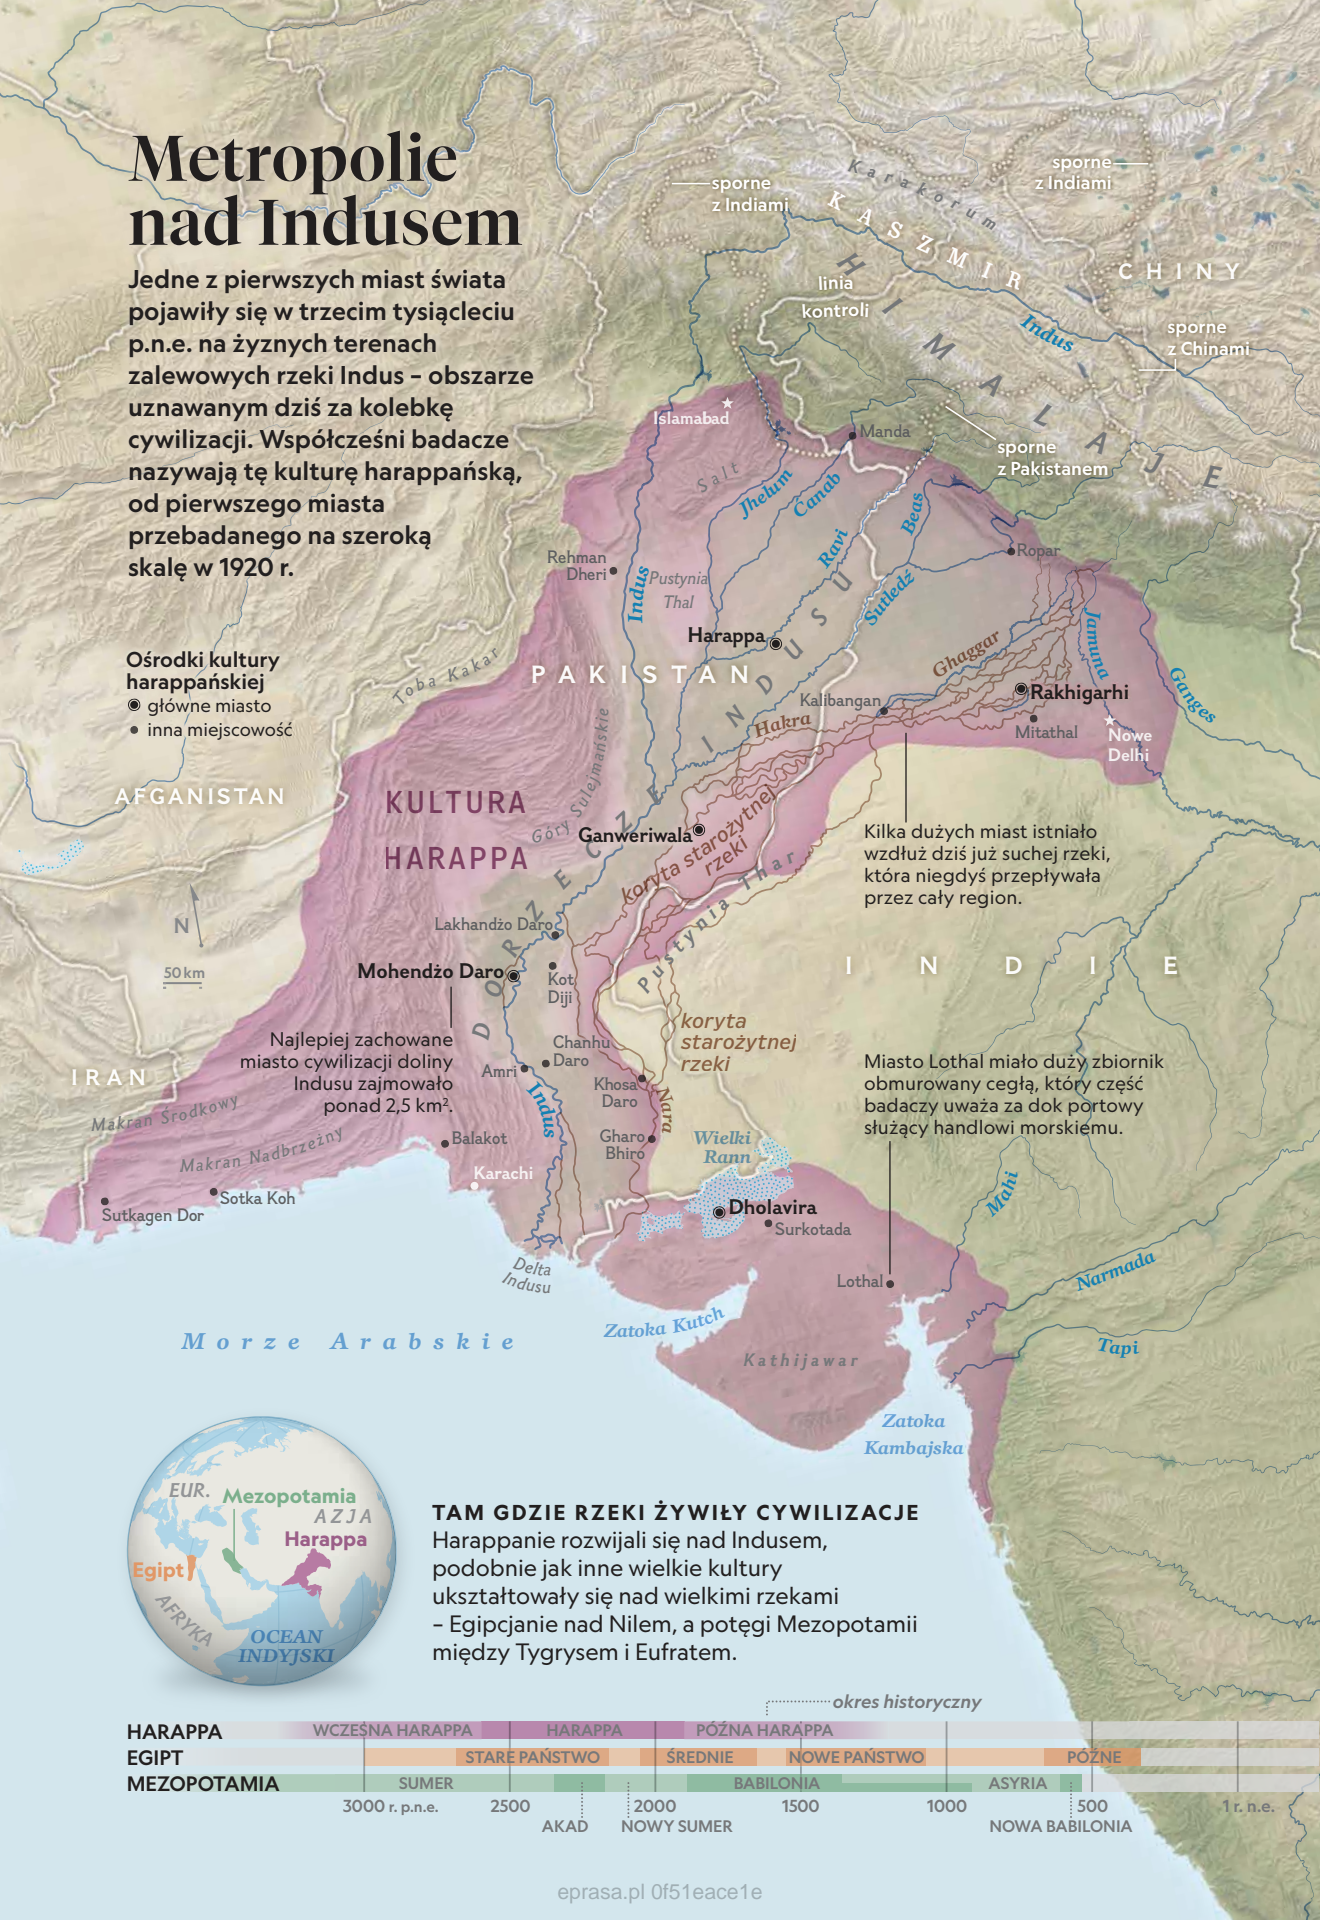 Metropolie
nad Indusem
Jedne z pierwszych miast świata
pojawiły się w trzecim tysiącleciu
p.n.e. na żyznych terenach
zalewowych rzeki Indus – obszarze
uznawanym dziś za kolebkę
cywilizacji. Współcześni badacze
nazywają tę kulturę harappańską,
od pierwszego miasta
przebadanego na szeroką
skalę w 1920 r.
Ośrodki kultury
harappańskiej
główne miasto
inna miejscowość
sporne
z Indiami
sporne
z Indiami
Karakorum
KASZMIR
HIMALAJE
CHINY
linia
kontroli
Indus
sporne
z Chinami
sporne
z Pakistanem
Islamabad
Manda
Salt
Jhelum
Canab
Ravi
Beas
Sutledź
Ropar
Rehman
Dheri
Indus
Pustynia
Thal
Harappa
PAKISTAN
DORZECZE INDUSU
Toba Kakar
Ghaggar
Jamuna
Ganges
Rakhigarhi
Kalibangan
Mitathal
Nowe
Delhi
Hakra
Góry Sulejmańskie
AFGANISTAN
KULTURA
HARAPPA
Ganweriwala
koryta starożytnej
rzeki
Pustynia Thar
Kilka dużych miast istniało
wzdłuż dziś już suchej rzeki,
która niegdyś przepływała
przez cały region.
N
50 km
Lakhandżo Daro
Mohendżo Daro
Kot
Diji
INDIE
Najlepiej zachowane
miasto cywilizacji doliny
Indusu zajmowało
ponad 2,5 km².
koryta
starożytnej
rzeki
Chanhu
Daro
Amri
Khosa
Daro
Nara
Indus
Miasto Lothal miało duży zbiornik
obmurowany cegłą, który część
badaczy uważa za dok portowy
służący handlowi morskiemu.
IRAN
Makran Środkowy
Makran Nadbrzeżny
Balakot
Gharo
Bhiro
Wielki
Rann
Karachi
Sotka Koh
Sutkagen Dor
Dholavira
Surkotada
Mahi
Lothal
Narmada
Delta
Indusu
Zatoka Kutch
Morze Arabskie
Tapi
Kathijawar
Zatoka
Kambajska
EUR.
Mezopotamia
AZJA
Harappa
Egipt
AFRYKA
OCEAN
INDYJSKI
TAM GDZIE RZEKI ŻYWIŁY CYWILIZACJE
Harappanie rozwijali się nad Indusem,
podobnie jak inne wielkie kultury
ukształtowały się nad wielkimi rzekami
– Egipcjanie nad Nilem, a potęgi Mezopotamii
między Tygrysem i Eufratem.
okres historyczny
HARAPPA WCZEŚNA HARAPPA HARAPPA PÓŹNA HARAPPA
EGIPT STARE PAŃSTWO ŚREDNIE NOWE PAŃSTWO PÓŹNE
MEZOPOTAMIA SUMER BABILONIA ASYRIA
3000 r. p.n.e. 2500 2000 1500 1000 500 1 r. n.e.
AKAD NOWY SUMER NOWA BABILONIA
eprasa.pl 0f51eace1e